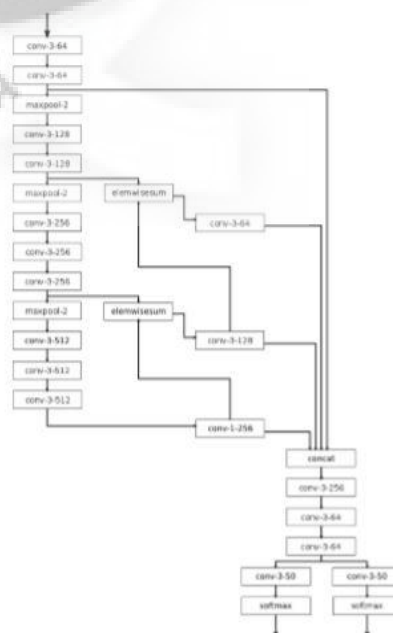 conv-3-64
conv-3-64
maxpool-2
conv-3-128
conv-3-128
maxpool-2
elemwisesum
conv-3-256
conv-3-64
conv-3-256
conv-3-256
maxpool-2
elemwisesum
conv-3-512
conv-3-128
conv-3-512
conv-3-512
conv-1-256
concat
conv-3-256
conv-3-64
conv-3-64
conv-3-50
conv-3-50
softmax
softmax